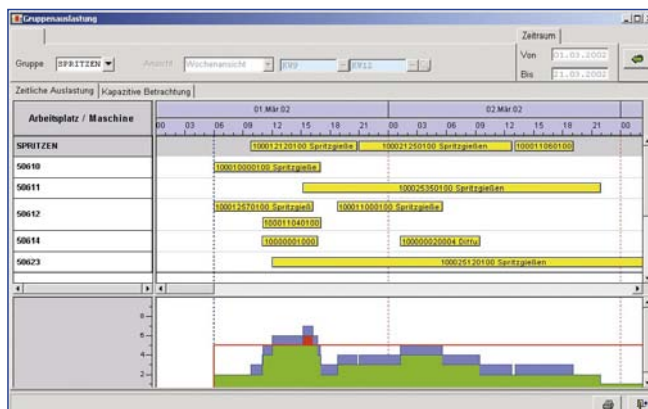 Gruppenauslastung
Zeitraum
Gruppe SPRITZEN Ansicht Wochenansicht KW9 KW12 Von 01.03.2002
Bis 21.03.2002
Zeitliche Auslastung Kapazitive Betrachtung
Arbeitsplatz / Maschine
01.Mär.02 02.Mär.02
00 03 06 09 12 15 18 21 00 03 06 09 12 15 18 21 00
SPRITZEN 100012120100 Spritzgieße 100021250100 Spritzgießen 100011060100
50610 100010000100 Spritzgieße
50611 100025350100 Spritzgießen
50612 100012570100 Spritzgieß 100011000100 Spritzgieße
100011040100
50614 10000001000 100000020004 Diffu
50623 100025120100 Spritzgießen
8
6
4
2